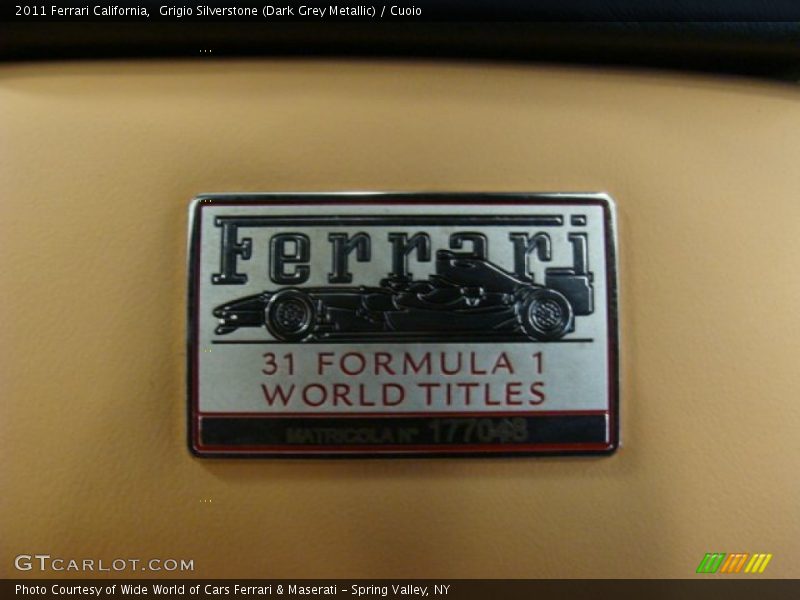 2011 Ferrari California,  Grigio Silverstone (Dark Grey Metallic) / Cuoio
Ferrari
31 FORMULA 1
WORLD TITLES
MATRICOLA N° 177048
GTCARLOT.COM
Photo Courtesy of Wide World of Cars Ferrari & Maserati – Spring Valley, NY